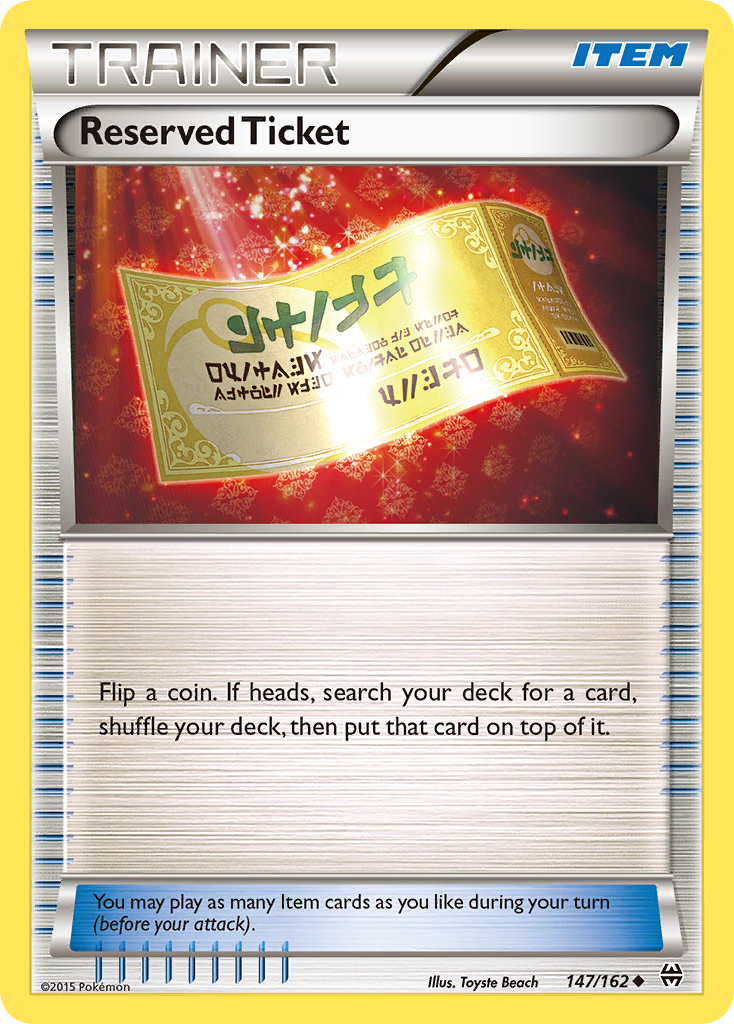 TRAINER
ITEM
Reserved Ticket
Flip a coin. If heads, search your deck for a card,
shuffle your deck, then put that card on top of it.
You may play as many Item cards as you like during your turn
(before your attack).
©2015 Pokémon
Illus. Toyste Beach
147/162